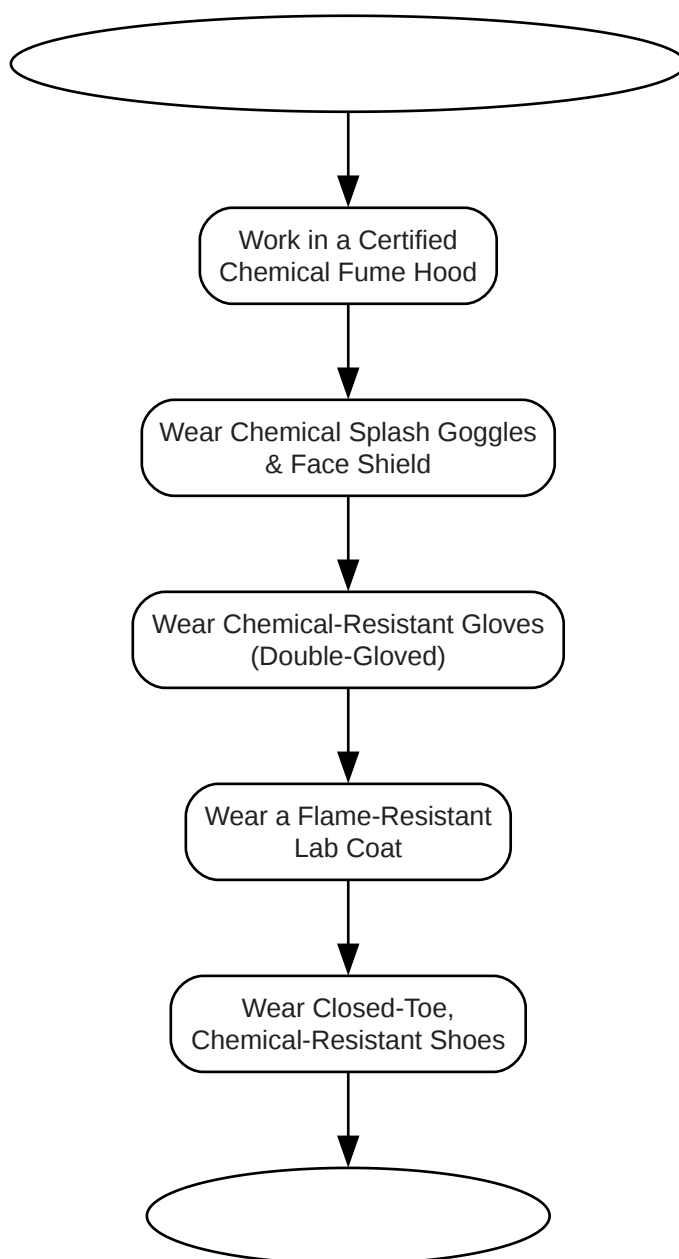 Work in a Certified
Chemical Fume Hood
Wear Chemical Splash Goggles
& Face Shield
Wear Chemical-Resistant Gloves
(Double-Gloved)
Wear a Flame-Resistant
Lab Coat
Wear Closed-Toe,
Chemical-Resistant Shoes